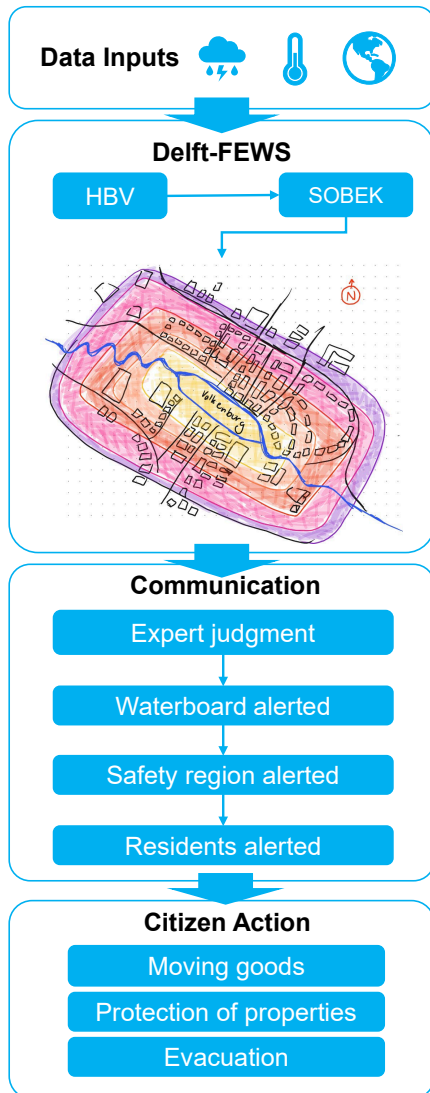 Data Inputs
Delft-FEWS
HBV
SOBEK
N
Valkenburg
Communication
Expert judgment
Waterboard alerted
Safety region alerted
Residents alerted
Citizen Action
Moving goods
Protection of properties
Evacuation